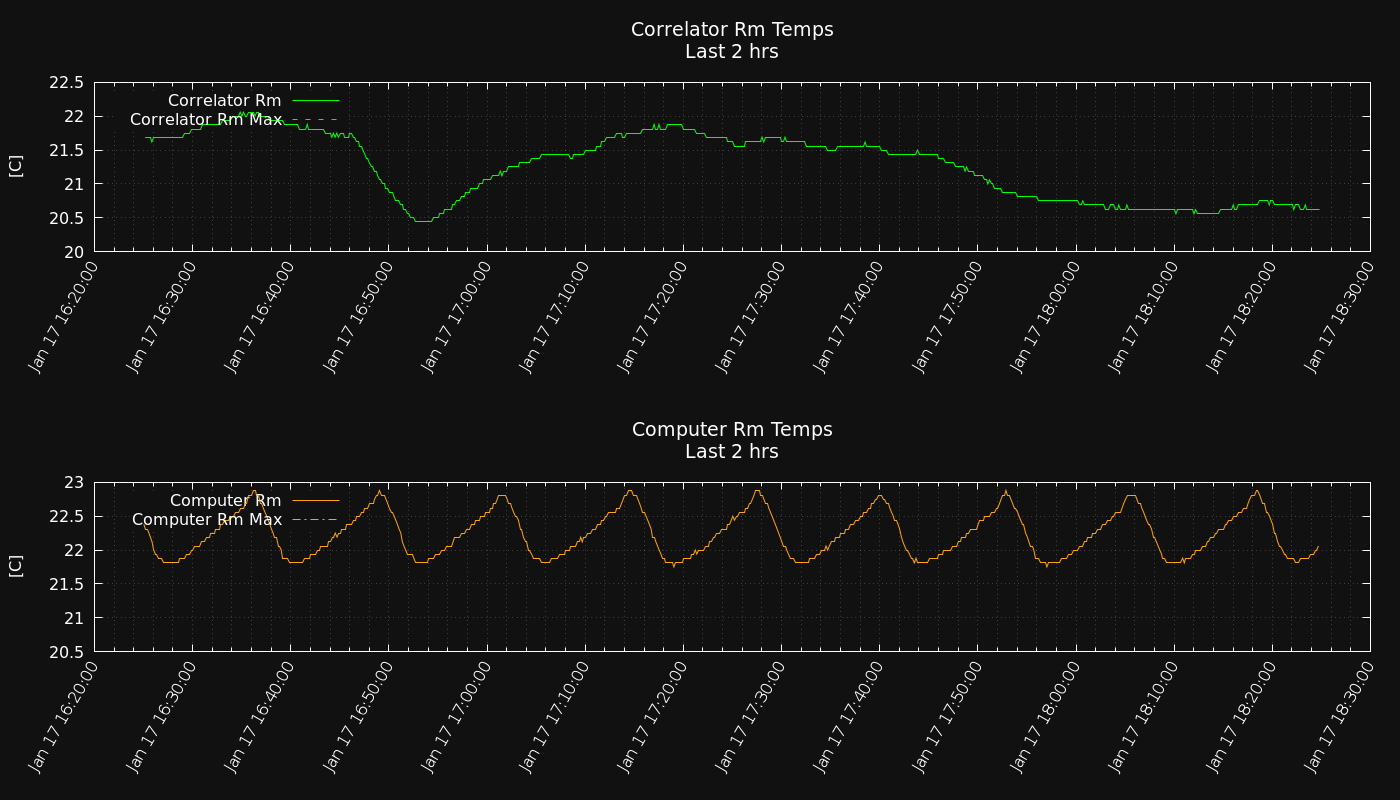 Correlator Rm Temps
Last 2 hrs
22.5
22
21.5
21
20.5
20
[C]
Correlator Rm
Correlator Rm Max
Jan 17 16:20:00
Jan 17 16:30:00
Jan 17 16:40:00
Jan 17 16:50:00
Jan 17 17:00:00
Jan 17 17:10:00
Jan 17 17:20:00
Jan 17 17:30:00
Jan 17 17:40:00
Jan 17 17:50:00
Jan 17 18:00:00
Jan 17 18:10:00
Jan 17 18:20:00
Jan 17 18:30:00
Computer Rm Temps
Last 2 hrs
23
22.5
22
21.5
21
20.5
[C]
Computer Rm
Computer Rm Max
Jan 17 16:20:00
Jan 17 16:30:00
Jan 17 16:40:00
Jan 17 16:50:00
Jan 17 17:00:00
Jan 17 17:10:00
Jan 17 17:20:00
Jan 17 17:30:00
Jan 17 17:40:00
Jan 17 17:50:00
Jan 17 18:00:00
Jan 17 18:10:00
Jan 17 18:20:00
Jan 17 18:30:00